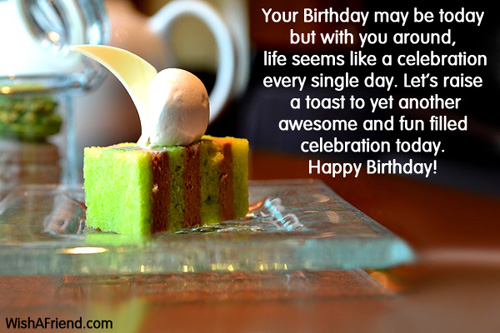 Your Birthday may be today
but with you around,
life seems like a celebration
every single day. Let's raise
a toast to yet another
awesome and fun filled
celebration today.
Happy Birthday!
WishAFriend.com